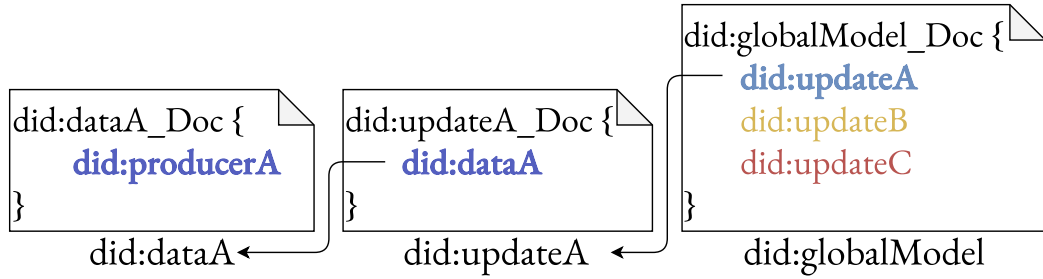 did:dataA_Doc {
did:producerA
}
did:dataA
did:updateA_Doc {
did:dataA
}
did:updateA
did:globalModel_Doc {
did:updateA
did:updateB
did:updateC
}
did:globalModel